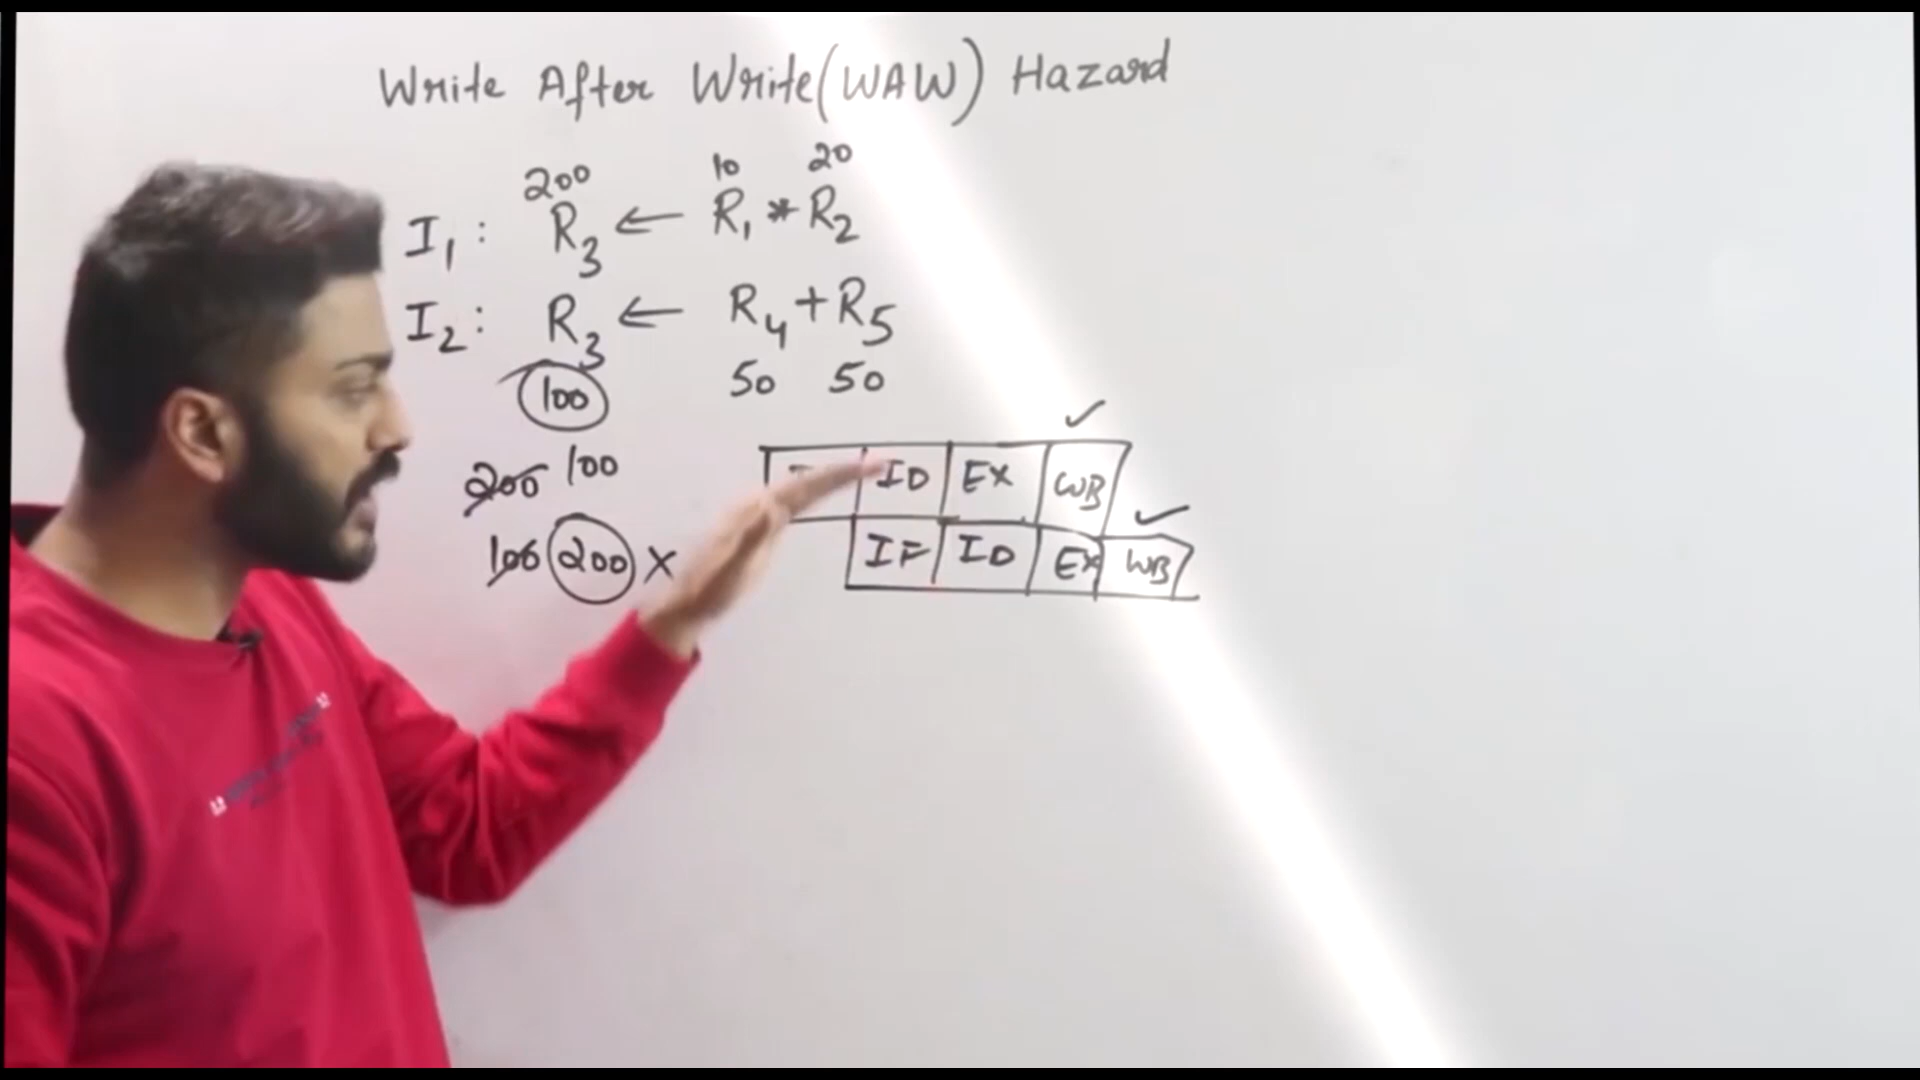 Write After Write(WAW) Hazard
200 10 20
I1: R3 ← R1 * R2
I2: R3 ← R4 + R5
100 50 50
200 100
100 200 x
ID EX WB
IF ID EX WB